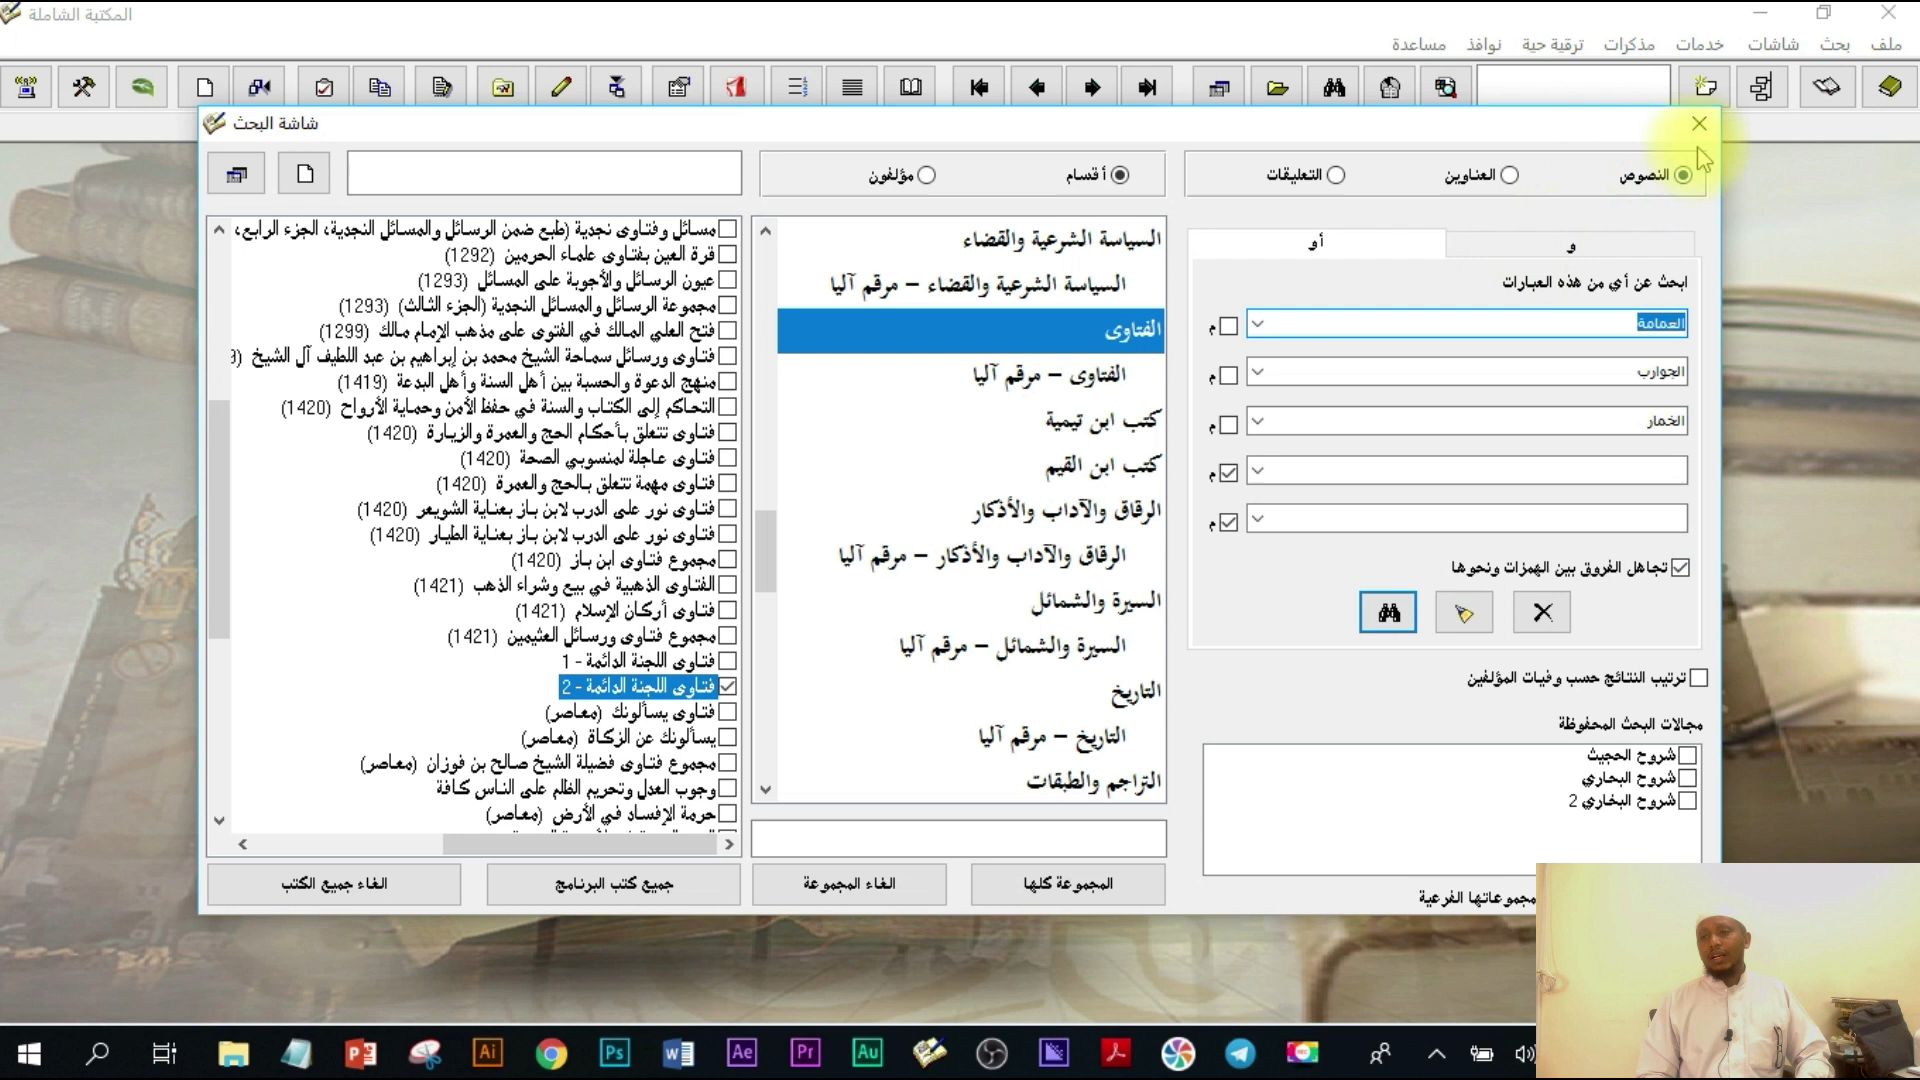 المكتبة الشاملة
ملف بحث شاشات خدمات مذكرات ترقية حية نوافذ مساعدة
شاشة البحث
النصوص العناوين التعليقات
أقسام مؤلفون
و
أو
ابحث عن أي من هذه العبارات
العمامة م
الجوارب م
الخمار م
م
م
تجاهل الفروق بين الهمزات ونحوها
ترتيب النتائج حسب وفيات المؤلفين
مجالات البحث المحفوظة
شروح الحجيث
شروح البحاري
شروح البخاري 2
مجموعاتها الفرعية
السياسة الشرعية والقضاء
السياسة الشرعية والقضاء – مرقم آليا
الفتاوى
الفتاوى – مرقم آليا
كتب ابن تيمية
كتب ابن القيم
الرقاق والآداب والأذكار
الرقاق والآداب والأذكار – مرقم آليا
السيرة والشمائل
السيرة والشمائل – مرقم آليا
التاريخ
التاريخ – مرقم آليا
التراجم والطبقات
المجموعة كلها
الغاء المجموعة
مسائل وفتاوى نجدية (طبع ضمن الرسائل والمسائل النجدية، الجزء الرابع،
قرة العين بفتاوى علماء الحرمين (1292)
عيون الرسائل والأجوبة على المسائل (1293)
مجموعة الرسائل والمسائل النجدية (الجزء الثالث) (1293)
فتح العلي المالك في الفتوى على مذهب الإمام مالك (1299)
فتاوى ورسائل سماحة الشيخ محمد بن إبراهيم بن عبد اللطيف آل الشيخ
منهج الدعوة والحسبة بين أهل السنة وأهل البدعة (1419)
التحاكم إلى الكتاب والسنة في حفظ الأمن وحماية الأرواح (1420)
فتاوى تتعلق بأحكام الحج والعمرة والزيارة (1420)
فتاوى عاجلة لمنسوبي الصحة (1420)
فتاوى مهمة تتعلق بالحج والعمرة (1420)
فتاوى نور على الدرب لابن باز بعناية الشويعر (1420)
فتاوى نور على الدرب لابن باز بعناية الطيار (1420)
مجموع فتاوى ابن باز (1420)
الفتاوى الذهبية في بيع وشراء الذهب (1421)
فتاوى أركان الإسلام (1421)
مجموع فتاوى ورسائل العثيمين (1421)
فتاوى اللجنة الدائمة - 1
فتاوى اللجنة الدائمة - 2
فتاوى يسألونك (معاصر)
يسألونك عن الزكاة (معاصر)
مجموع فتاوى فضيلة الشيخ صالح بن فوزان (معاصر)
وجوب العدل وتحريم الظلم على الناس كافة
حرمة الإفساد في الأرض (معاصر)
جميع كتب البرنامج
الغاء جميع الكتب
Ai
Ps
Ae
Pr
Au